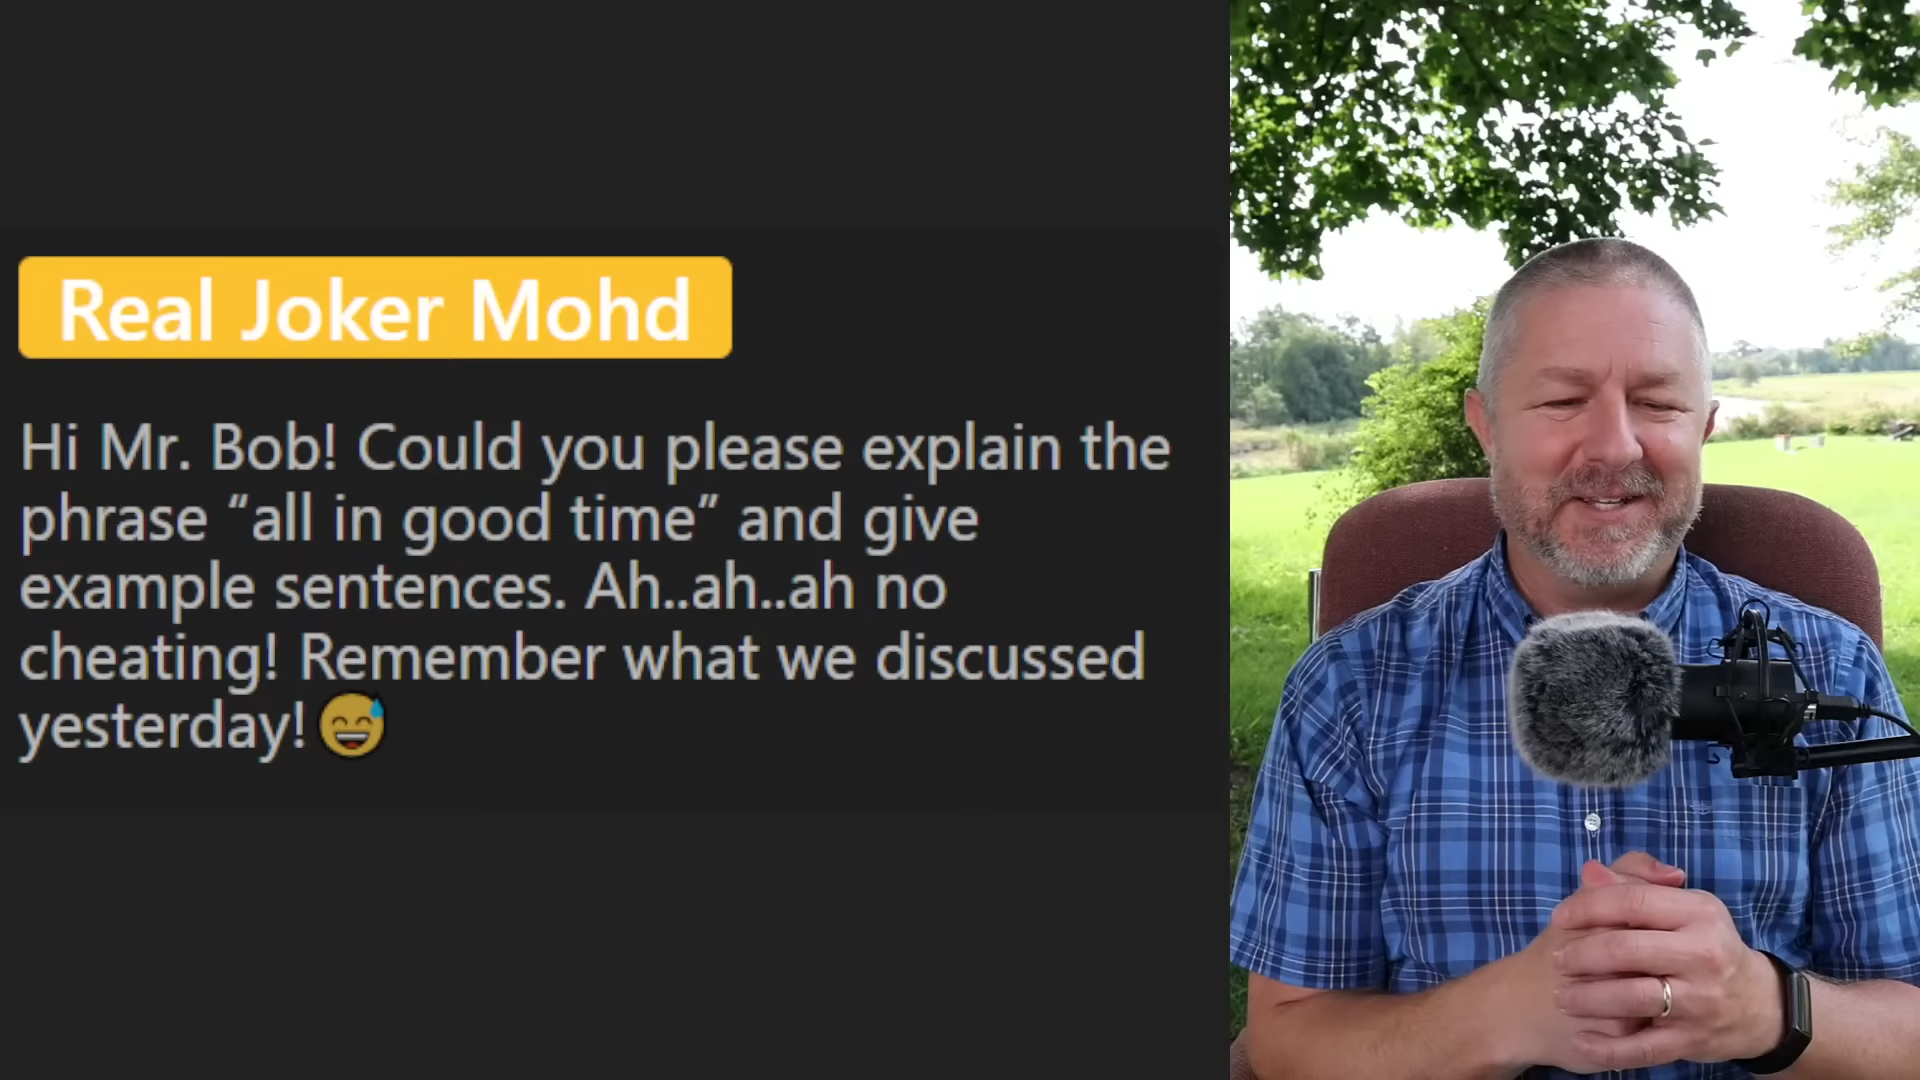 Real Joker Mohd
Hi Mr. Bob! Could you please explain the
phrase “all in good time” and give
example sentences. Ah..ah..ah no
cheating! Remember what we discussed
yesterday!😅